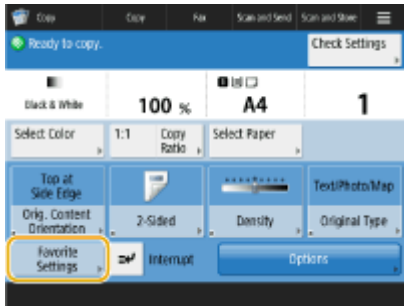 Copy
Copy
Fax
Scan and Send
Scan and Store
Ready to copy.
Check Settings
Black & White
100 %
A4
1
Select Color
1:1
Copy
Ratio
Select Paper
Top at
Side Edge
Text/Photo/Map
Orig. Content
Orientation
2-Sided
Density
Original Type
Favorite
Settings
Interrupt
Options